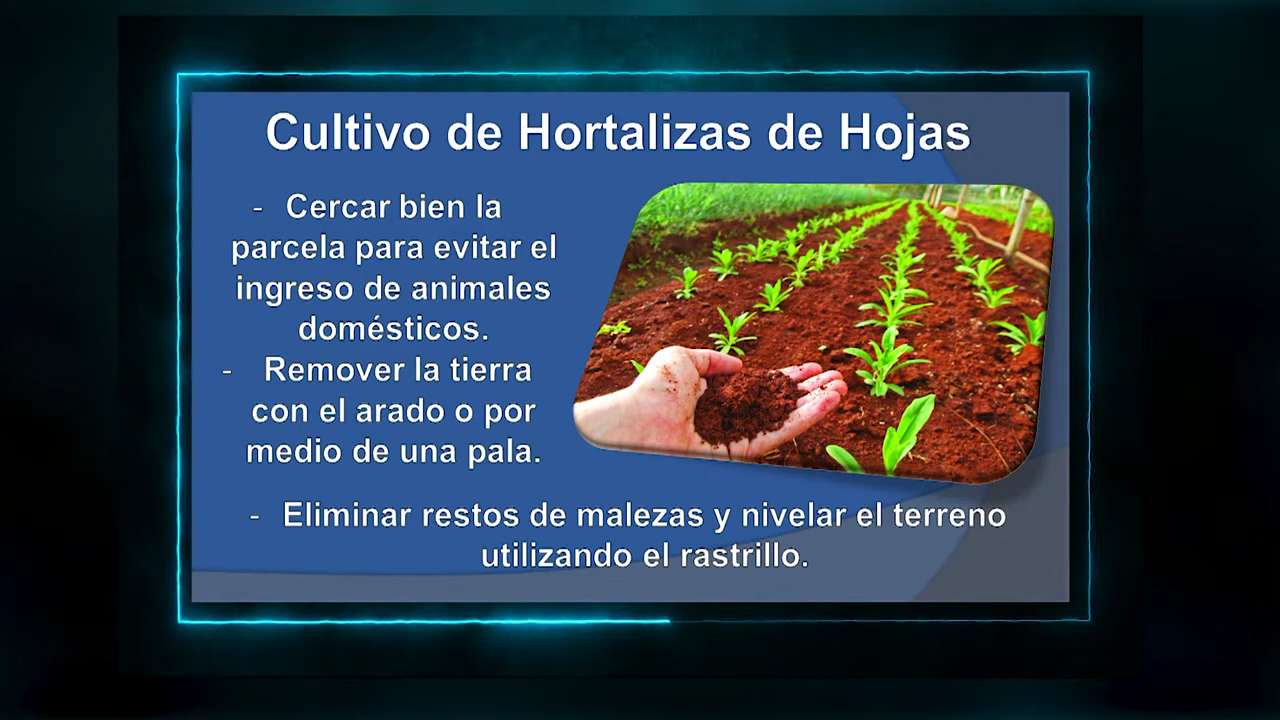 Cultivo de Hortalizas de Hojas
- Cercar bien la
parcela para evitar el
ingreso de animales
domésticos.
- Remover la tierra
con el arado o por
medio de una pala.
- Eliminar restos de malezas y nivelar el terreno
utilizando el rastrillo.